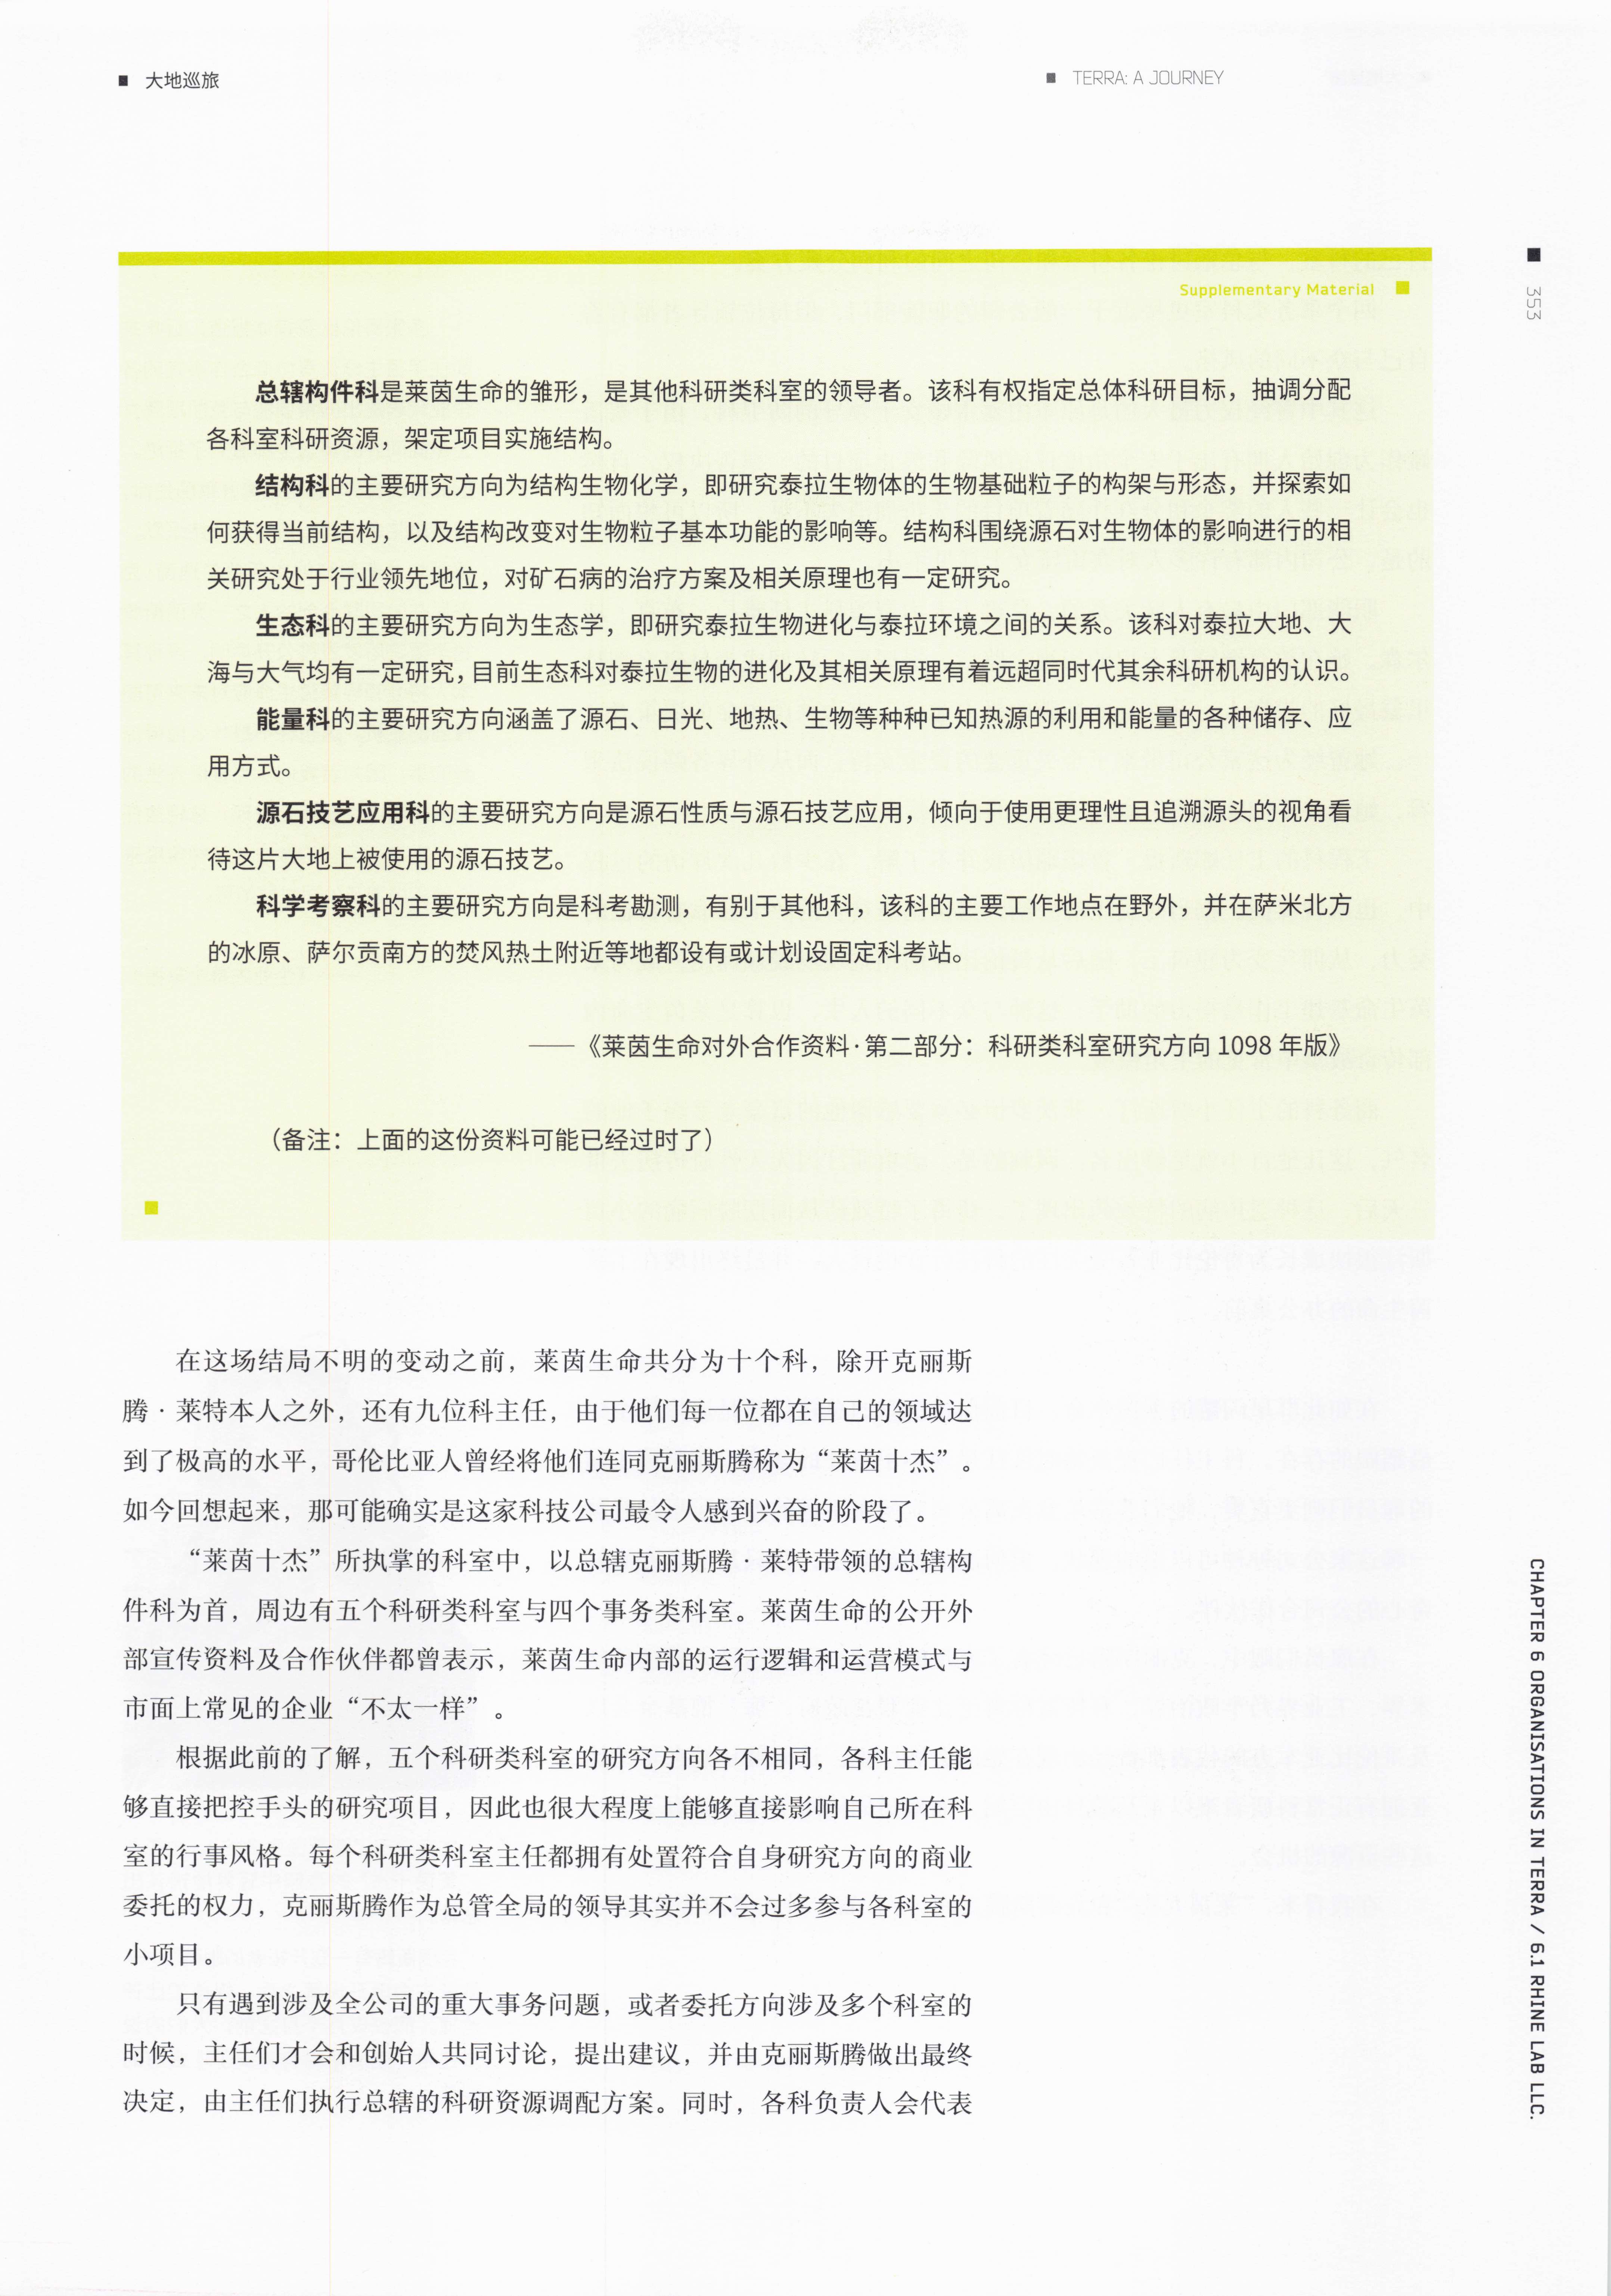 大地巡旅
TERRA: A JOURNEY
353
Supplementary Material
总辖构件科是莱茵生命的雏形，是其他科研类科室的领导者。该科有权指定总体科研目标，抽调分配
各科室科研资源，架定项目实施结构。
结构科的主要研究方向为结构生物化学，即研究泰拉生物体的生物基础粒子的构架与形态，并探索如
何获得当前结构，以及结构改变对生物粒子基本功能的影响等。结构科围绕源石对生物体的影响进行的相
关研究处于行业领先地位，对矿石病的治疗方案及相关原理也有一定研究。
生态科的主要研究方向为生态学，即研究泰拉生物进化与泰拉环境之间的关系。该科对泰拉大地、大
海与大气均有一定研究，目前生态科对泰拉生物的进化及其相关原理有着远超同时代其余科研机构的认识。
能量科的主要研究方向涵盖了源石、日光、地热、生物等种种已知热源的利用和能量的各种储存、应
用方式。
源石技艺应用科的主要研究方向是源石性质与源石技艺应用，倾向于使用更理性且追溯源头的视角看
待这片大地上被使用的源石技艺。
科学考察科的主要研究方向是科考勘测，有别于其他科，该科的主要工作地点在野外，并在萨米北方
的冰原、萨尔贡南方的焚风热土附近等地都设有或计划设固定科考站。
——《莱茵生命对外合作资料·第二部分：科研类科室研究方向 1098 年版》
（备注：上面的这份资料可能已经过时了）
在这场结局不明的变动之前，莱茵生命共分为十个科，除开克丽斯
腾·莱特本人之外，还有九位科主任，由于他们每一位都在自己的领域达
到了极高的水平，哥伦比亚人曾经将他们连同克丽斯腾称为“莱茵十杰”。
如今回想起来，那可能确实是这家科技公司最令人感到兴奋的阶段了。
“莱茵十杰”所执掌的科室中，以总辖克丽斯腾·莱特带领的总辖构
件科为首，周边有五个科研类科室与四个事务类科室。莱茵生命的公开外
部宣传资料及合作伙伴都曾表示，莱茵生命内部的运行逻辑和运营模式与
市面上常见的企业“不太一样”。
根据此前的了解，五个科研类科室的研究方向各不相同，各科主任能
够直接把控手头的研究项目，因此也很大程度上能够直接影响自己所在科
室的行事风格。每个科研类科室主任都拥有处置符合自身研究方向的商业
委托的权力，克丽斯腾作为总管全局的领导其实并不会过多参与各科室的
小项目。
只有遇到涉及全公司的重大事务问题，或者委托方向涉及多个科室的
时候，主任们才会和创始人共同讨论，提出建议，并由克丽斯腾做出最终
决定，由主任们执行总辖的科研资源调配方案。同时，各科负责人会代表
CHAPTER 6 ORGANISATIONS IN TERRA / 6.1 RHINE LAB LLC.